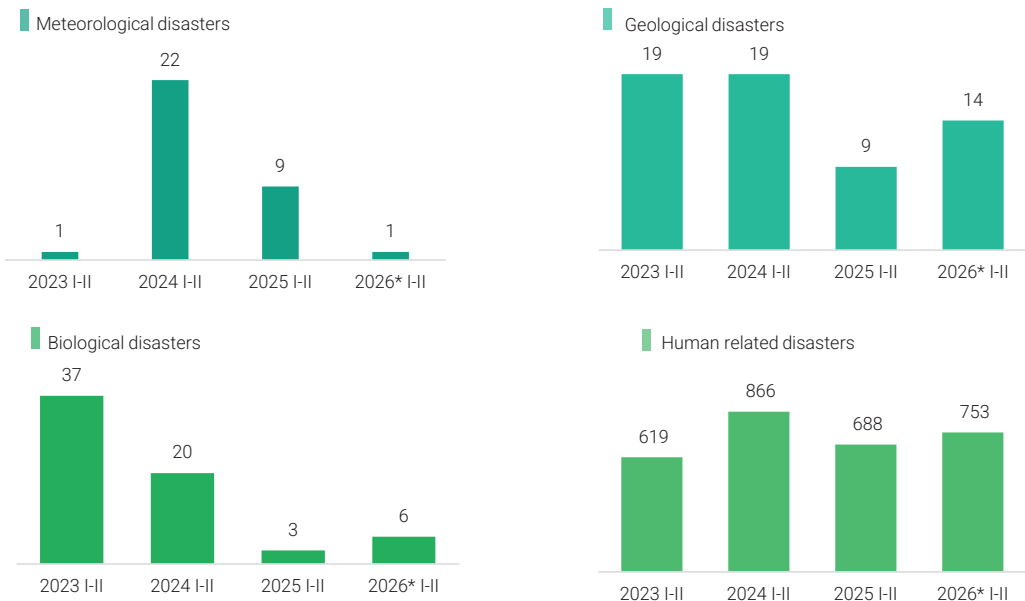 Meteorological disasters
22
9
1
1
2023 I-II 2024 I-II 2025 I-II 2026* I-II
Geological disasters
19 19
14
9
2023 I-II 2024 I-II 2025 I-II 2026* I-II
Biological disasters
37
20
6
3
2023 I-II 2024 I-II 2025 I-II 2026* I-II
Human related disasters
866
753
688
619
2023 I-II 2024 I-II 2025 I-II 2026* I-II